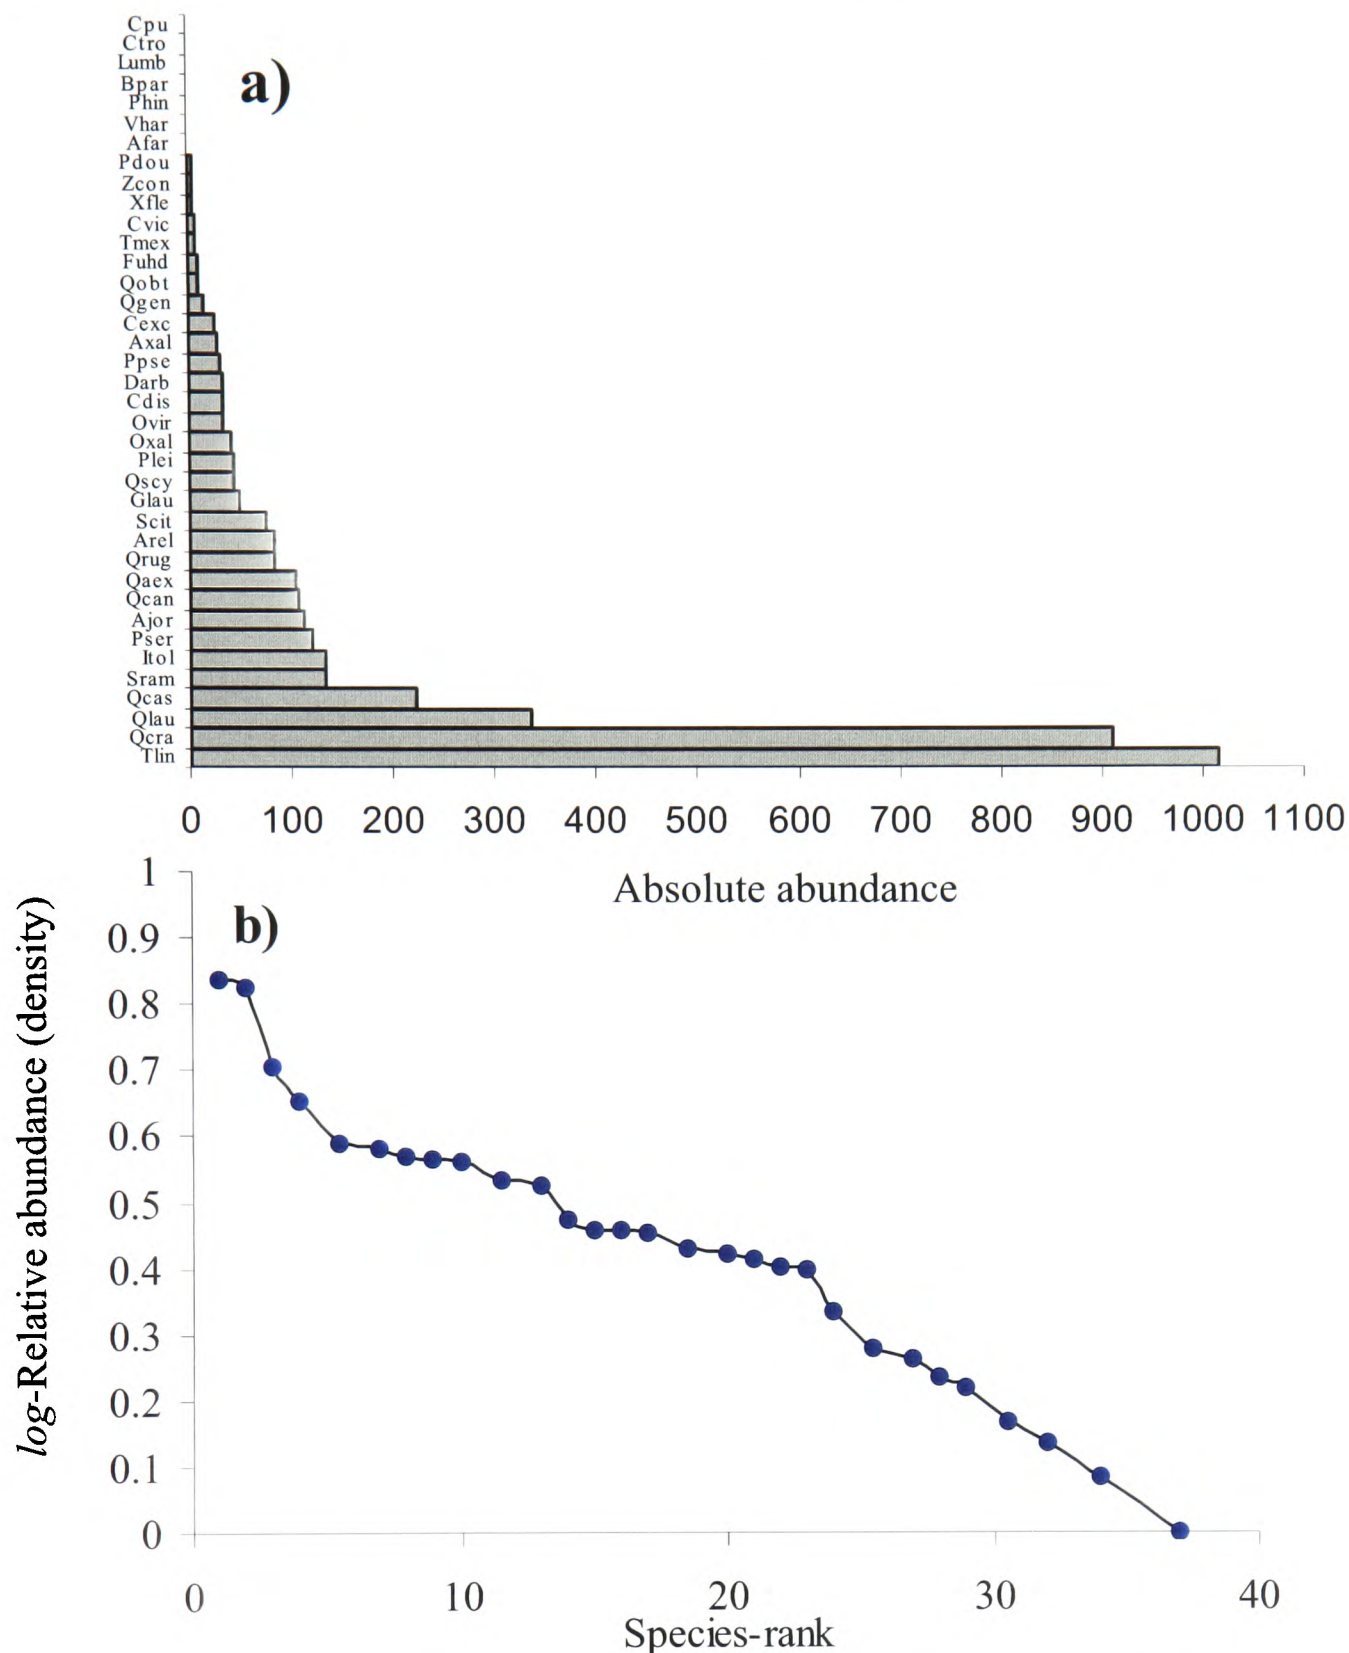 Cpu
Ctro
Lumb
Bpar
Phin
Vhar
Afar
Pdou
Zcon
Xfle
Cvic
Tmex
Fuhd
Qobt
Qgen
Cexc
Axal
Ppse
Darb
Cdis
Ovir
Oxal
Plei
Qscy
Glau
Scit
Arel
Qrug
Qaex
Qcan
Ajor
Pser
Itol
Sram
Qcas
Qlau
Qcra
Tlin
a)
0 100 200 300 400 500 600 700 800 900 1000 1100
Absolute abundance
b)
log-Relative abundance (density)
1
0.9
0.8
0.7
0.6
0.5
0.4
0.3
0.2
0.1
0
0 10 20 30 40
Species-rank